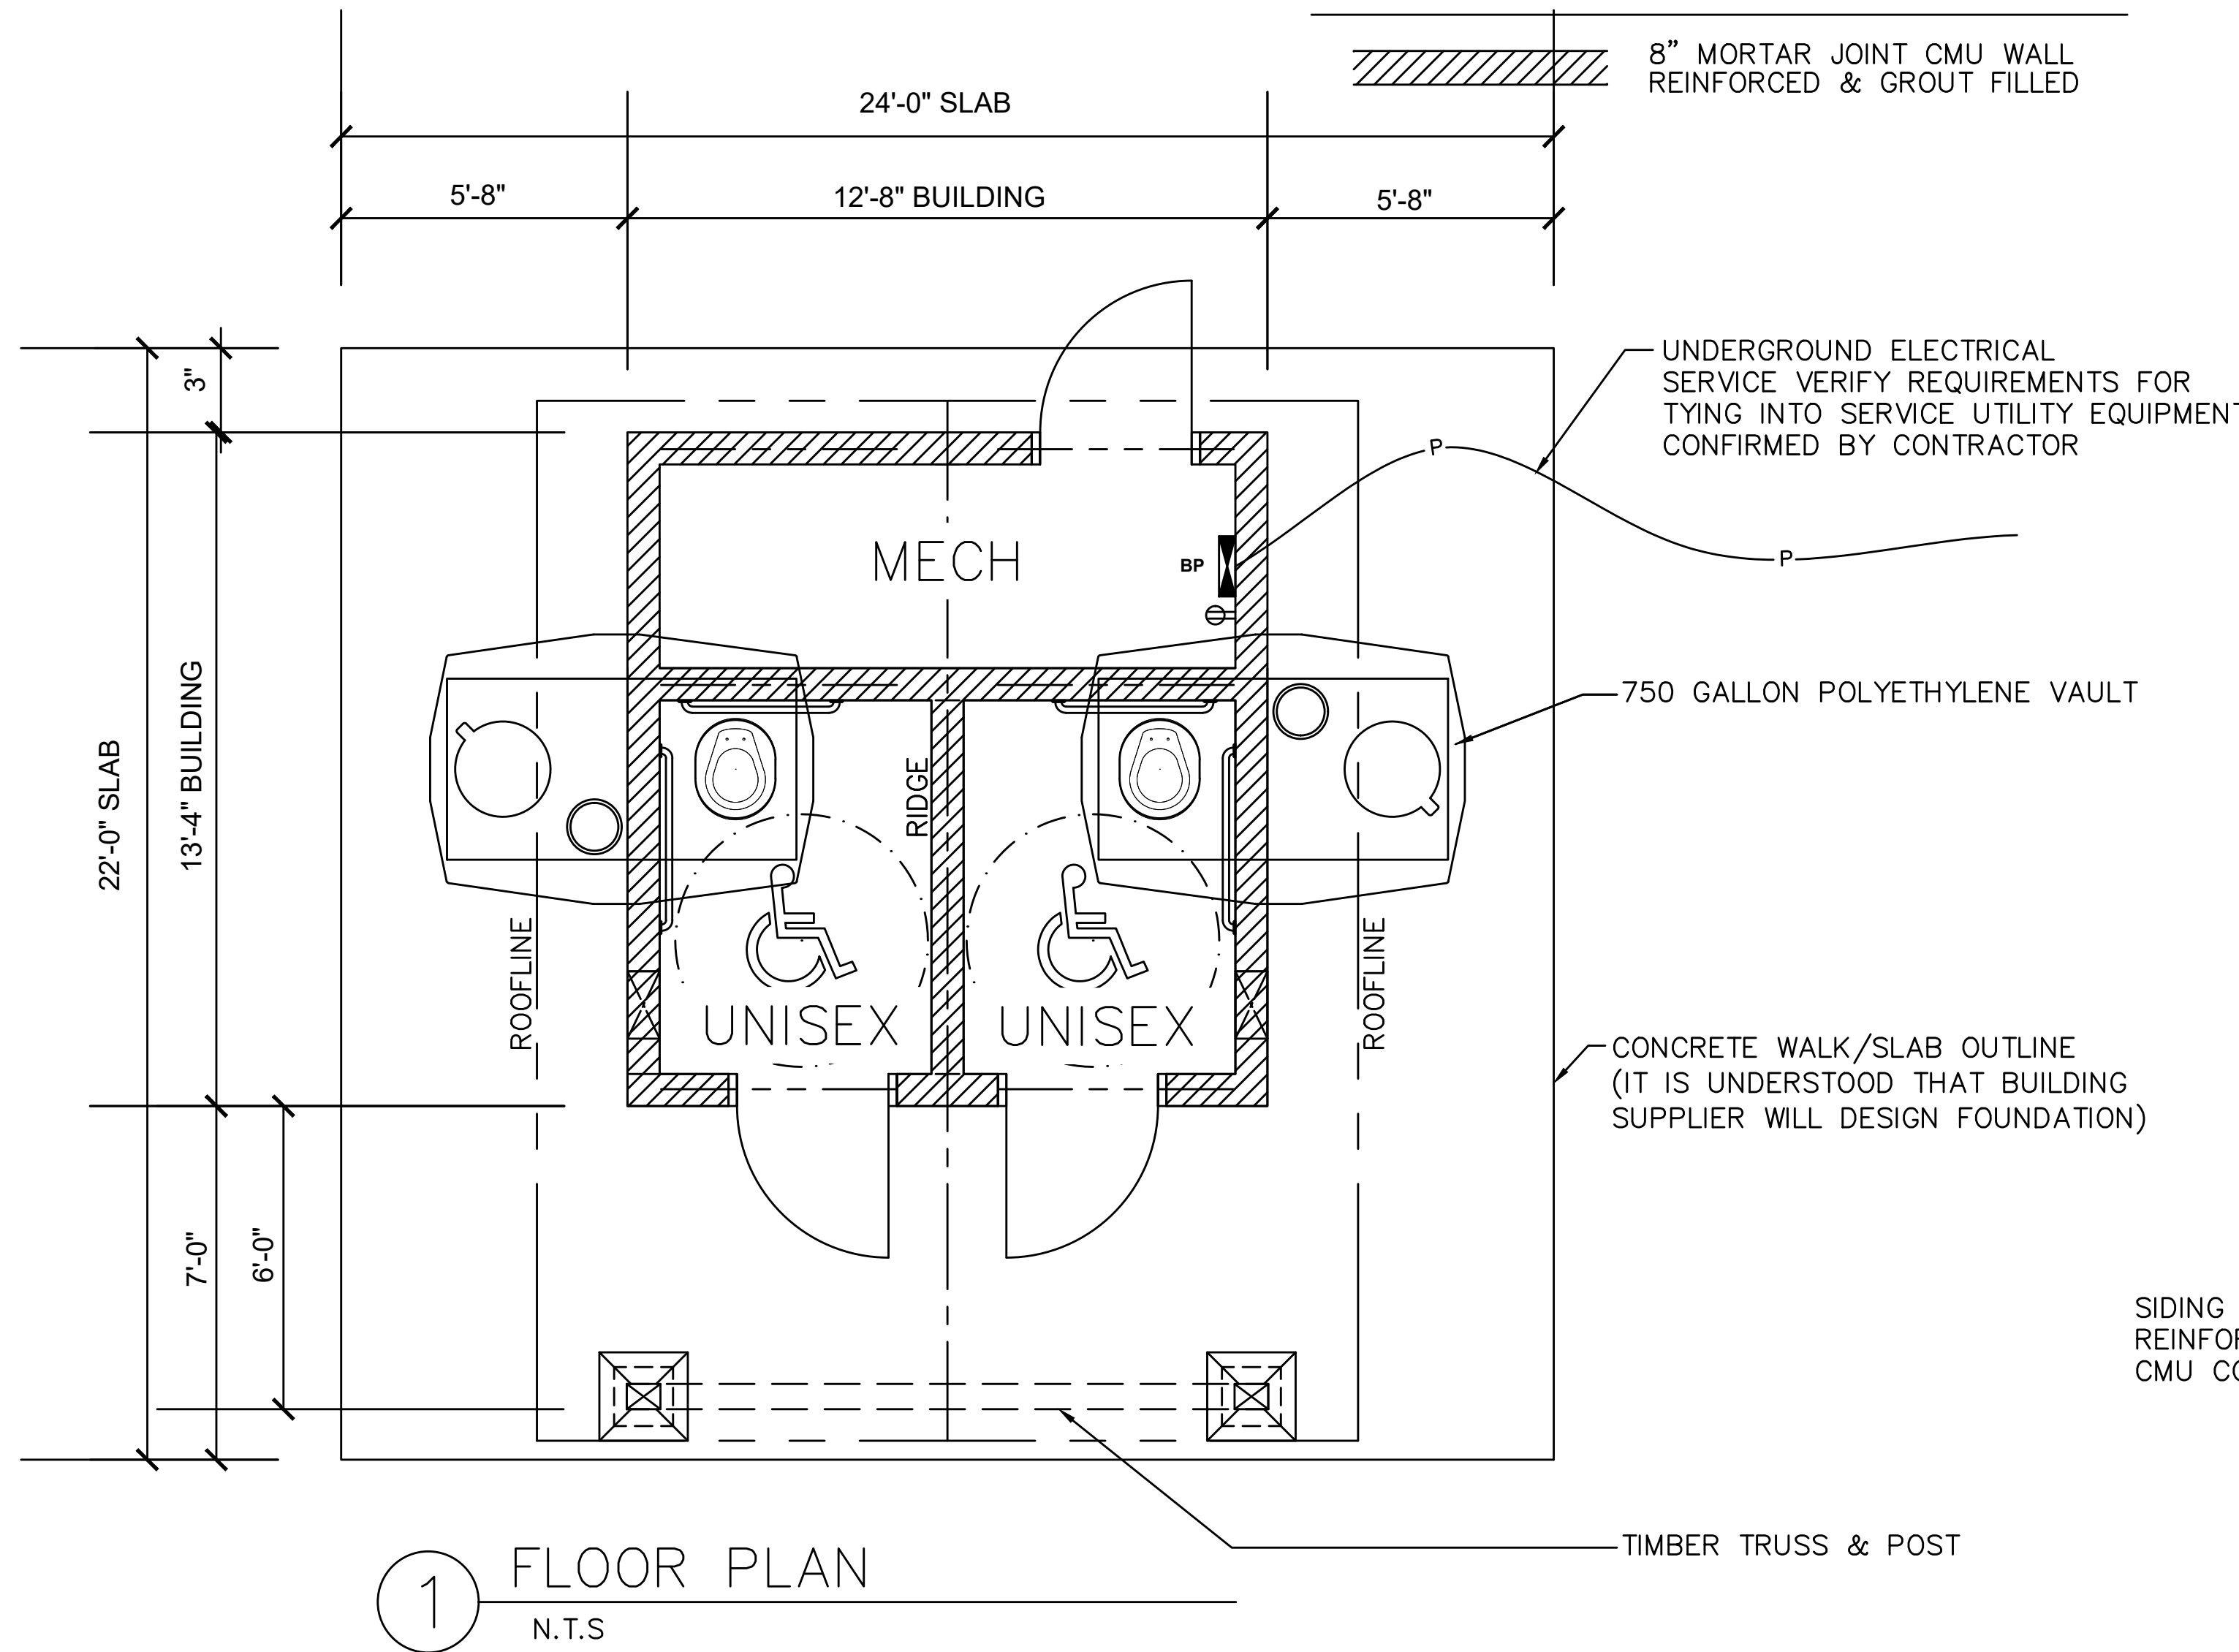 8” MORTAR JOINT CMU WALL
REINFORCED & GROUT FILLED
24'-0" SLAB
5'-8"
12'-8" BUILDING
5'-8"
3"
UNDERGROUND ELECTRICAL
SERVICE VERIFY REQUIREMENTS FOR
TYING INTO SERVICE UTILITY EQUIPMENT
CONFIRMED BY CONTRACTOR
P
P
MECH
BP
750 GALLON POLYETHYLENE VAULT
22'-0" SLAB
13'-4" BUILDING
RIDGE
ROOFLINE
ROOFLINE
UNISEX
UNISEX
CONCRETE WALK/SLAB OUTLINE
(IT IS UNDERSTOOD THAT BUILDING
SUPPLIER WILL DESIGN FOUNDATION)
7'-0"
6'-0"
SIDING
CMU
TIMBER TRUSS & POST
1
FLOOR PLAN
N.T.S